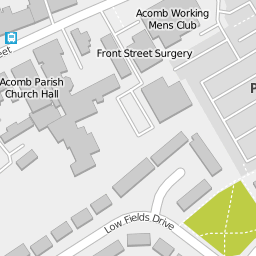 Acomb Working
Mens Club
Front Street Surgery
Acomb Parish
Church Hall
Low Fields Drive